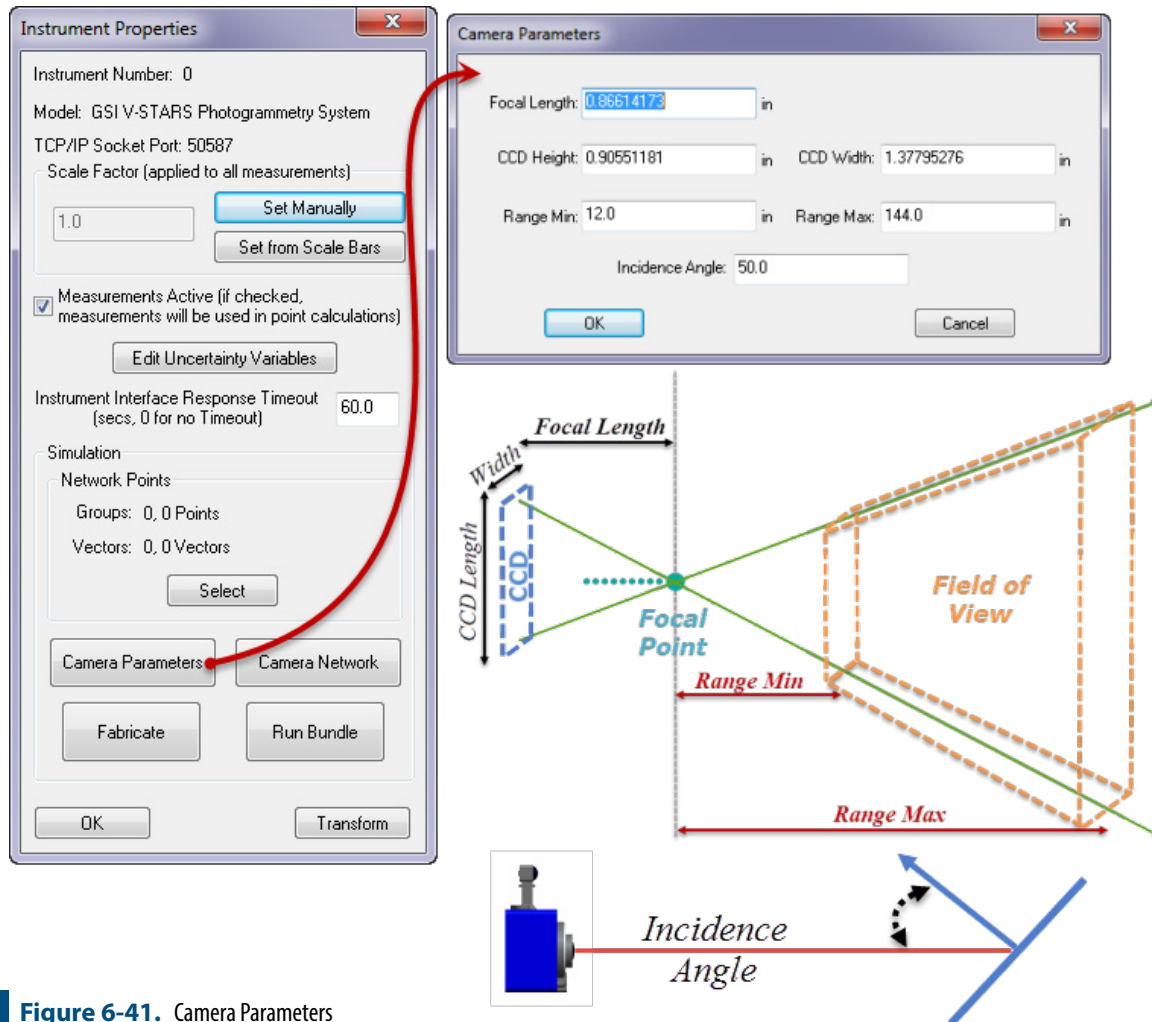 Instrument Properties
Instrument Number: 0
Model: GSI V-STARS Photogrammetry System
TCP/IP Socket Port: 50587
Scale Factor (applied to all measurements)
1.0
Set Manually
Set from Scale Bars
Measurements Active (if checked,
measurements will be used in point calculations)
Edit Uncertainty Variables
Instrument Interface Response Timeout
(secs, 0 for no Timeout)
60.0
Simulation
Network Points
Groups: 0, 0 Points
Vectors: 0, 0 Vectors
Select
Camera Parameters
Camera Network
Fabricate
Run Bundle
OK
Transform
Camera Parameters
Focal Length: 0.86614173 in
CCD Height: 0.90551181 in CCD Width: 1.37795276 in
Range Min: 12.0 in Range Max: 144.0 in
Incidence Angle: 50.0
OK
Cancel
Focal Length
Width
CCD Length
CCD
Focal
Point
Field of
View
Range Min
Range Max
Incidence
Angle
Figure 6-41. Camera Parameters